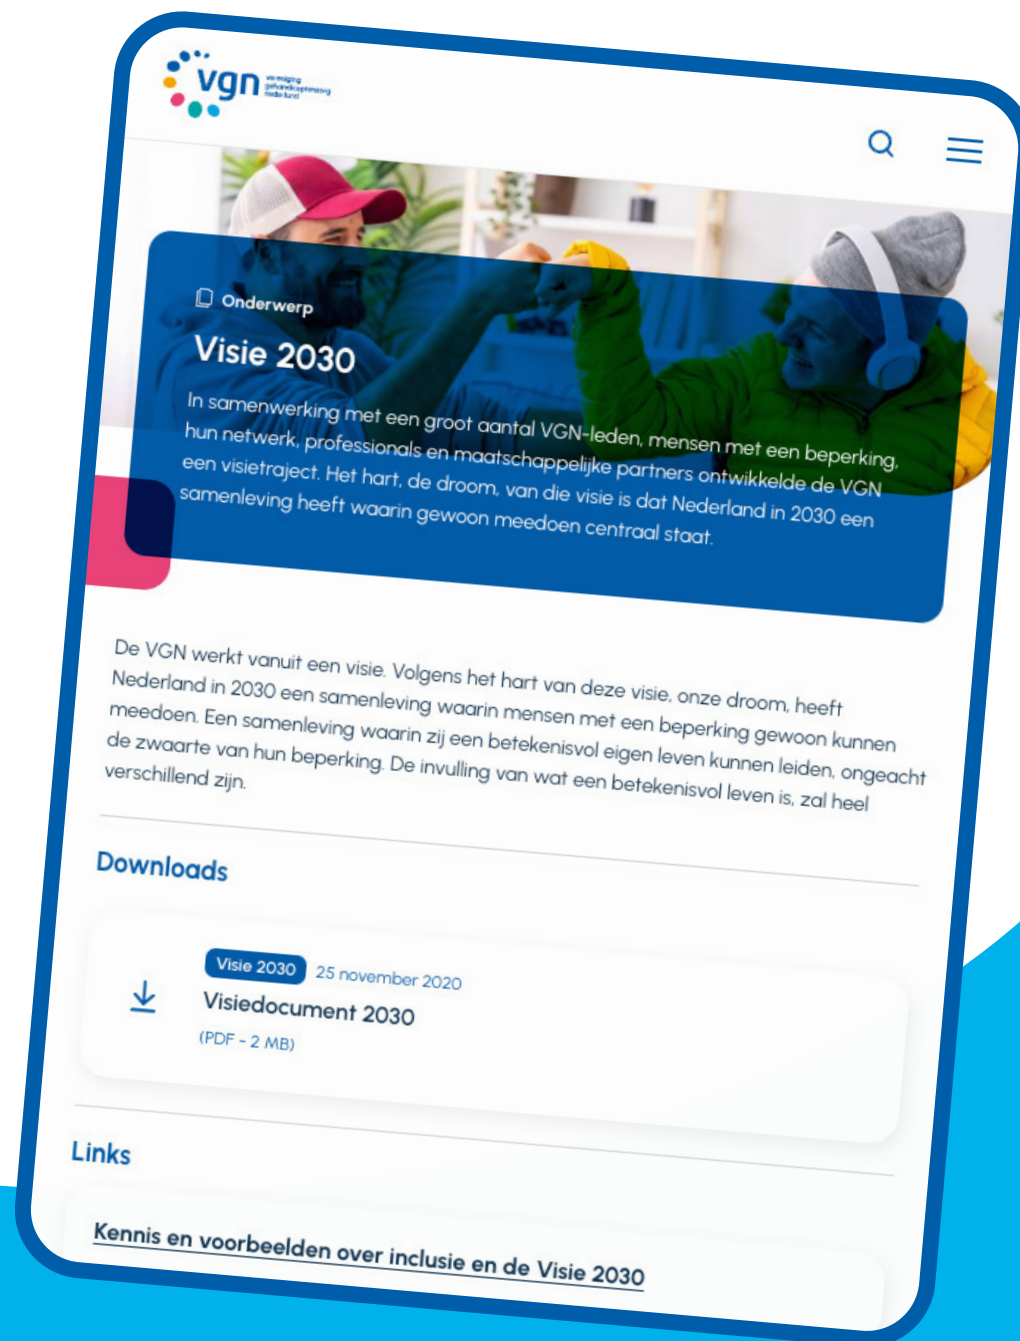 vgn
vereniging
gehandicaptenzorg
nederland
Onderwerp
Visie 2030
In samenwerking met een groot aantal VGN-leden, mensen met een beperking,
hun netwerk, professionals en maatschappelijke partners ontwikkelde de VGN
een visietraject. Het hart, de droom, van die visie is dat Nederland in 2030 een
samenleving heeft waarin gewoon meedoen centraal staat.
De VGN werkt vanuit een visie. Volgens het hart van deze visie, onze droom, heeft
Nederland in 2030 een samenleving waarin mensen met een beperking gewoon kunnen
meedoen. Een samenleving waarin zij een betekenisvol eigen leven kunnen leiden, ongeacht
de zwaarte van hun beperking. De invulling van wat een betekenisvol leven is, zal heel
verschillend zijn.
Downloads
Visie 2030 25 november 2020
Visiedocument 2030
(PDF - 2 MB)
Links
Kennis en voorbeelden over inclusie en de Visie 2030